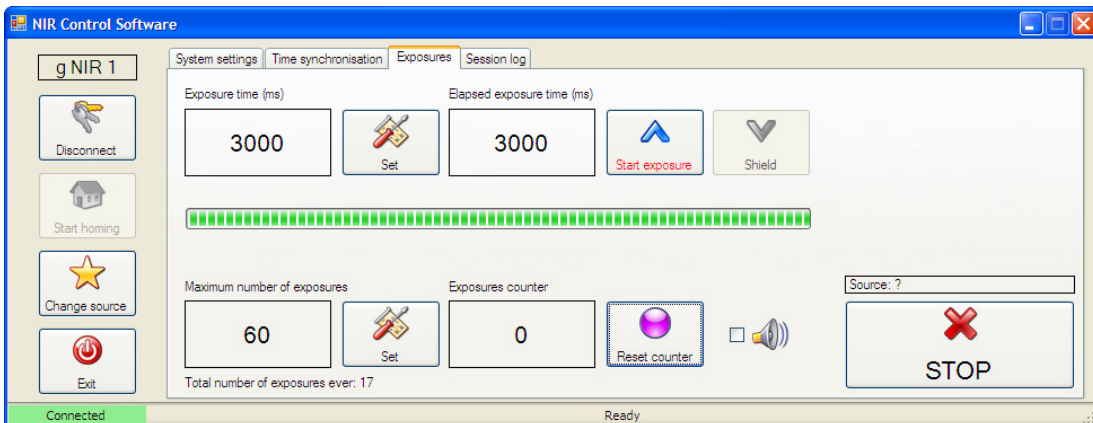 NIR Control Software
g NIR 1
Disconnect
Start homing
Change source
Exit
System settings Time synchronisation Exposures Session log
Exposure time (ms) Elapsed exposure time (ms)
3000 Set 3000 Start exposure Shield
Maximum number of exposures Exposures counter Source: ?
60 Set 0 Reset counter STOP
Total number of exposures ever: 17
Connected Ready